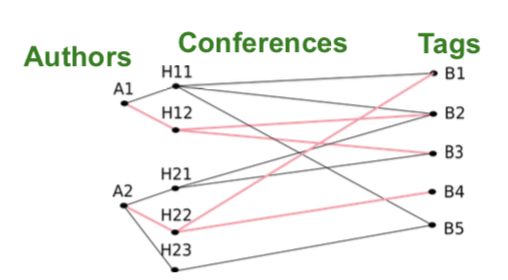 Authors Conferences Tags
A1 H11 B1
H12 B2
H21 B3
A2 H22 B4
H23 B5